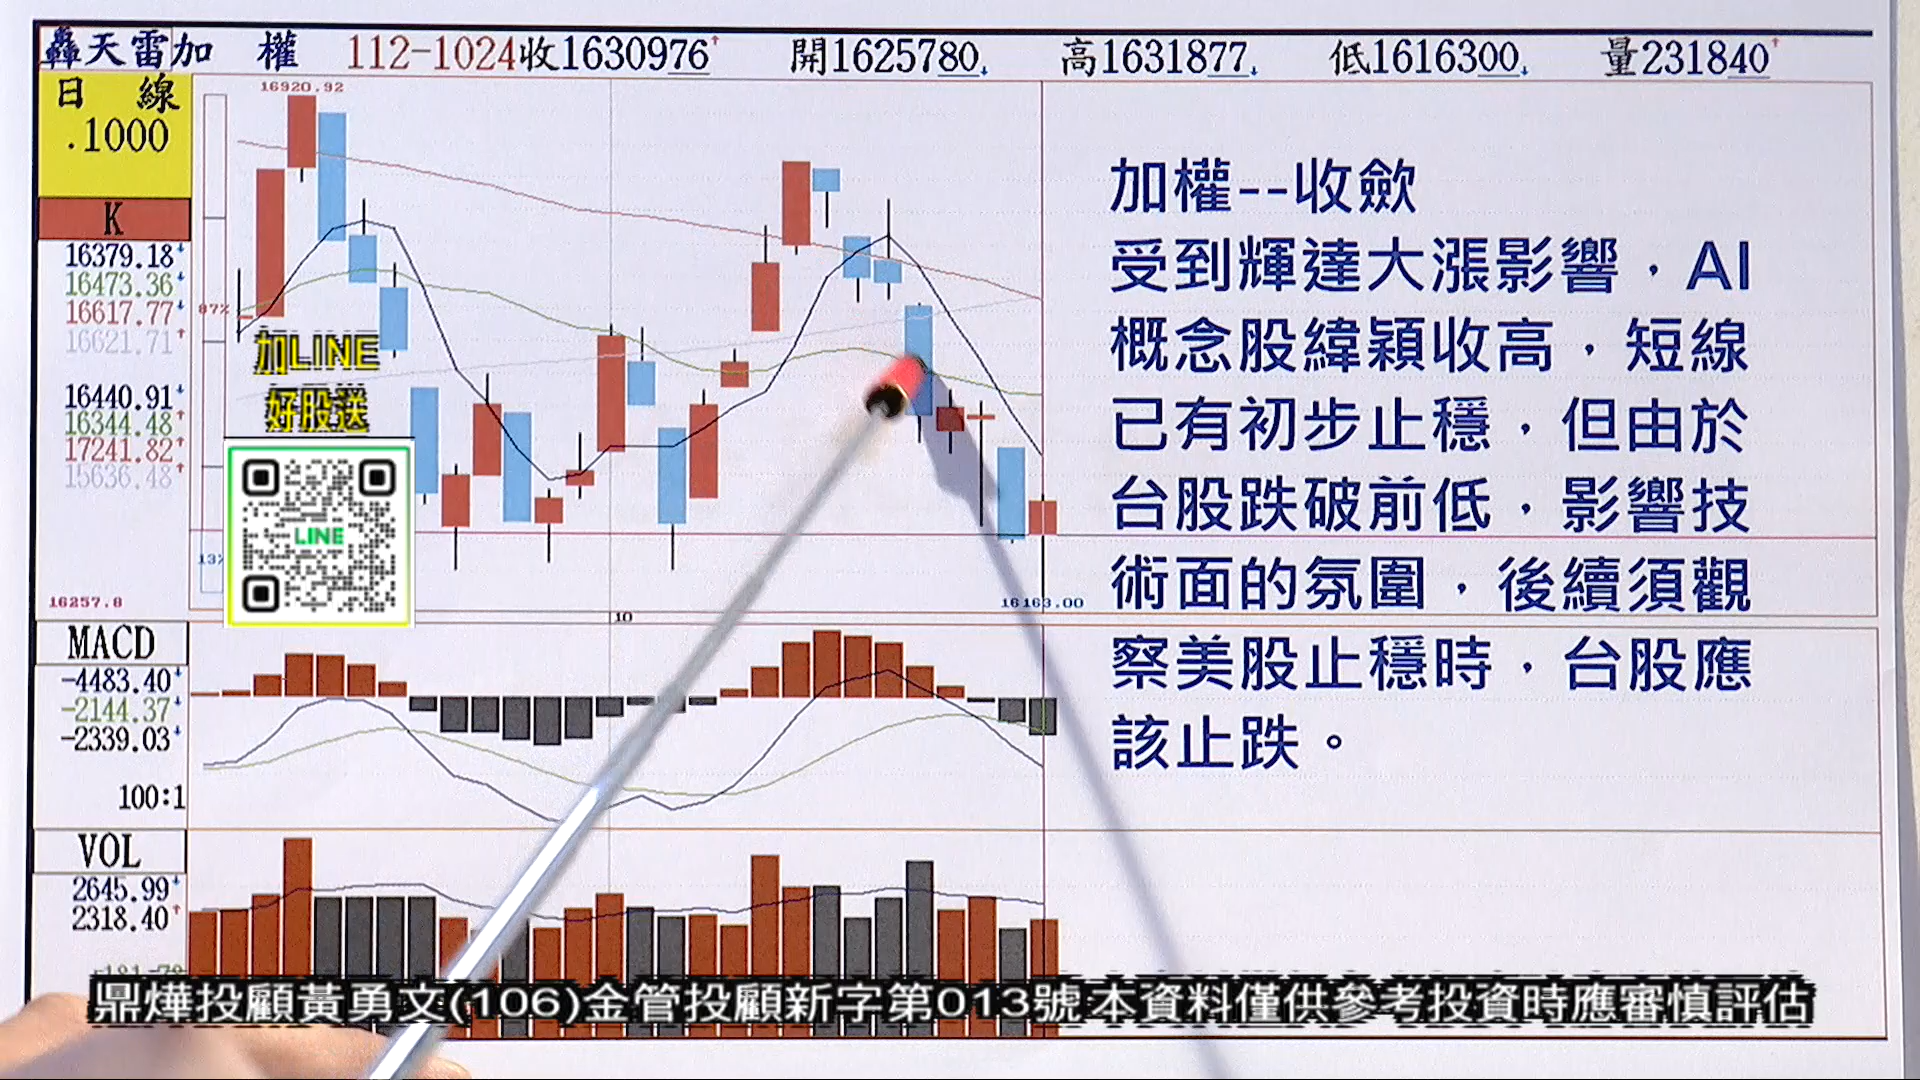 轟天雷加 權 112-1024收1630976↑ 開1625780↓ 高1631877↓ 低1616300↓ 量231840↑
日 線
.1000
K
16379.18↓
16473.36↓
16617.77↓
16621.71↑
16440.91↓
16344.48↑
17241.82↑
15636.48↑
16257.8
16920.92
87%
13%
加LINE
好股送
LINE
16163.00
10
加權--收斂
受到輝達大漲影響，AI
概念股緯穎收高，短線
已有初步止穩，但由於
台股跌破前低，影響技
術面的氛圍，後續須觀
察美股止穩時，台股應
該止跌。
MACD
-4483.40↓
-2144.37↓
-2339.03↓
100:1
VOL
2645.99↓
2318.40↑
鼎燁投顧黃勇文(106)金管投顧新字第013號本資料僅供參考投資時應審慎評估